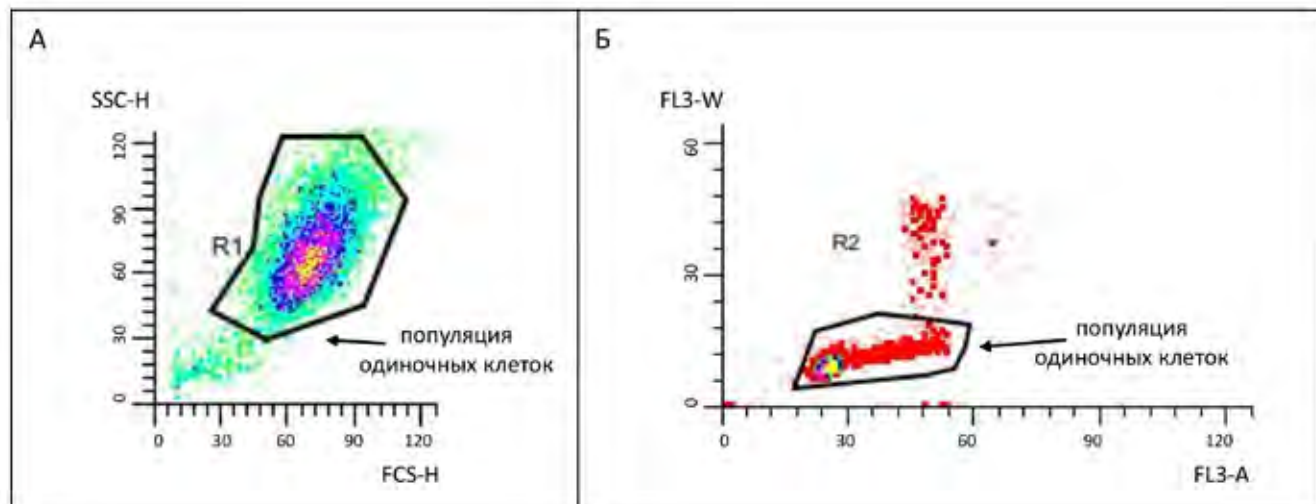 А
SSC-H
120
90
60
30
0
R1
популяция
одиночных клеток
0 30 60 90 120
FCS-H
Б
FL3-W
60
30
0
R2
популяция
одиночных клеток
0 30 60 90 120
FL3-A